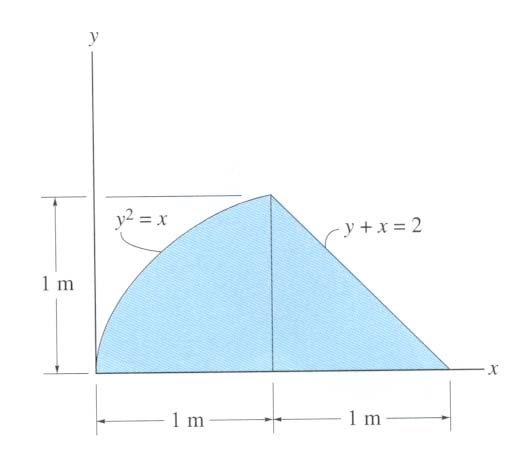 y
y² = x
y + x = 2
1 m
x
1 m
1 m